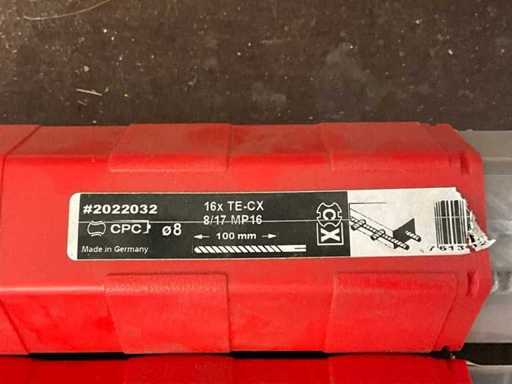 #2022032
CPC
ø8
Made in Germany
16x TE-CX
8/17 MP16
100 mm
CX